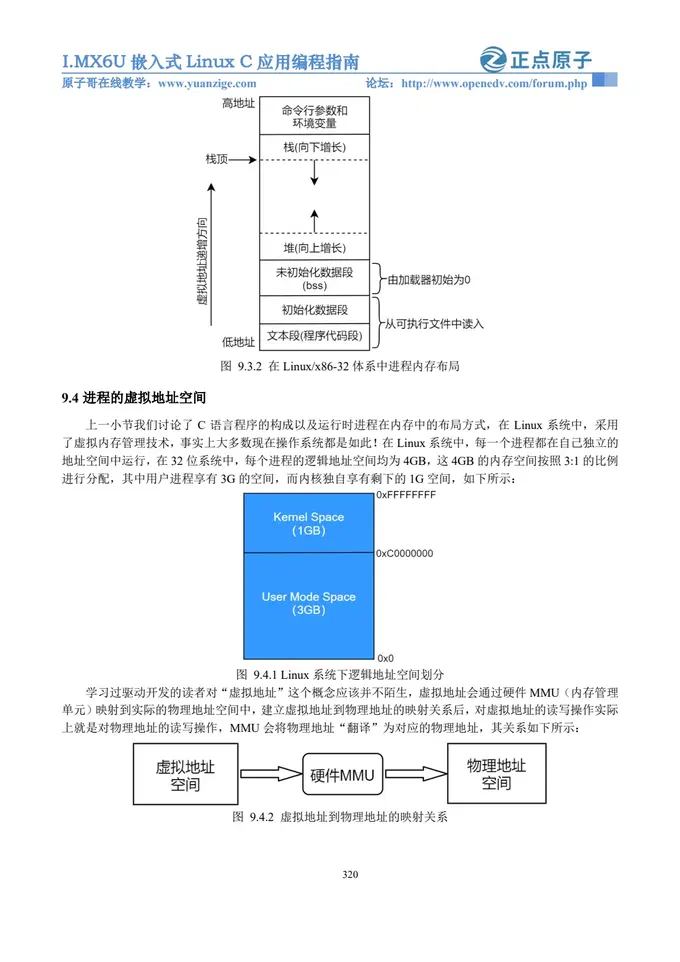 I.MX6U 嵌入式 Linux C 应用编程指南
正点原子
原子哥在线教学：www.yuanzige.com
论坛：http://www.openedv.com/forum.php
高地址
命令行参数和
环境变量
栈(向下增长)
栈顶
虚拟地址递增方向
堆(向上增长)
未初始化数据段
(bss)
由加载器初始为0
初始化数据段
从可执行文件中读入
文本段(程序代码段)
低地址
图 9.3.2 在 Linux/x86-32 体系中进程内存布局
9.4 进程的虚拟地址空间
上一小节我们讨论了 C 语言程序的构成以及运行时进程在内存中的布局方式，在 Linux 系统中，采用
了虚拟内存管理技术，事实上大多数现在操作系统都是如此！在 Linux 系统中，每一个进程都在自己独立的
地址空间中运行，在 32 位系统中，每个进程的逻辑地址空间均为 4GB，这 4GB 的内存空间按照 3:1 的比例
进行分配，其中用户进程享有 3G 的空间，而内核独自享有剩下的 1G 空间，如下所示：
0xFFFFFFFF
Kernel Space
(1GB)
0xC0000000
User Mode Space
(3GB)
0x0
图 9.4.1 Linux 系统下逻辑地址空间划分
学习过驱动开发的读者对“虚拟地址”这个概念应该并不陌生，虚拟地址会通过硬件 MMU（内存管理
单元）映射到实际的物理地址空间中，建立虚拟地址到物理地址的映射关系后，对虚拟地址的读写操作实际
上就是对物理地址的读写操作，MMU 会将物理地址“翻译”为对应的物理地址，其关系如下所示：
虚拟地址
空间
硬件MMU
物理地址
空间
图 9.4.2 虚拟地址到物理地址的映射关系
320